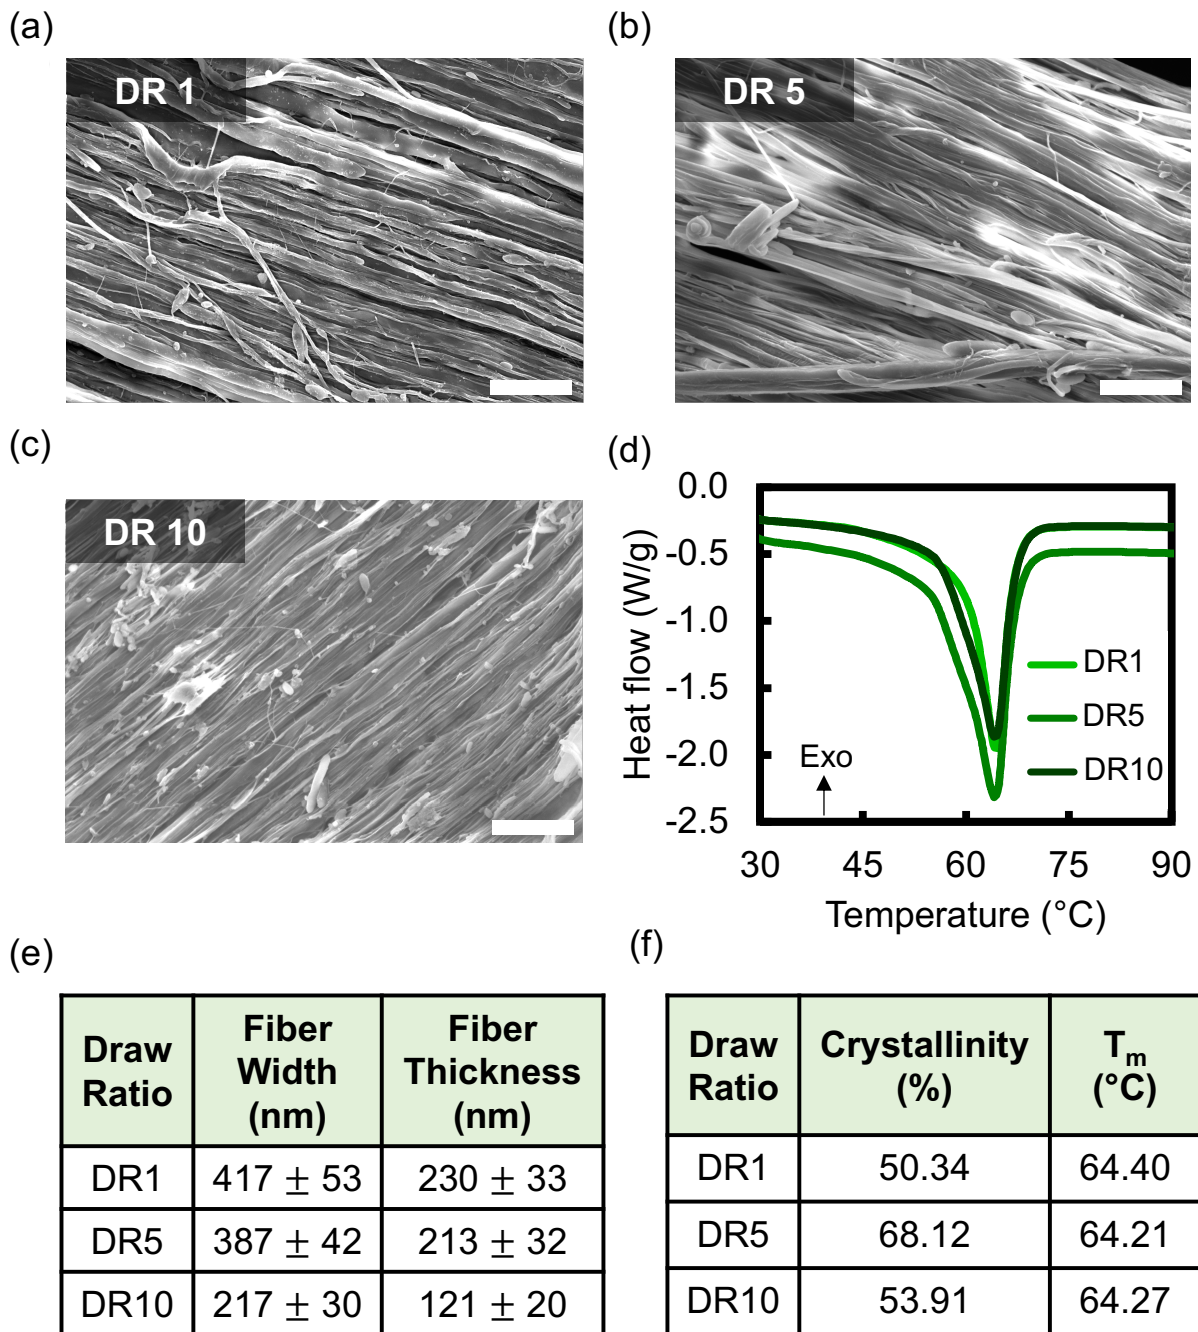 (a)
(b)
DR 1
DR 5
(c)
(d)
DR 10
0.0
-0.5
-1.0
-1.5
-2.0
-2.5
Heat flow (W/g)
DR1
DR5
DR10
Exo
30 45 60 75 90
Temperature (°C)
(e)
Draw Ratio Fiber Width (nm) Fiber Thickness (nm)
DR1 417 ± 53 230 ± 33
DR5 387 ± 42 213 ± 32
DR10 217 ± 30 121 ± 20
(f)
Draw Ratio Crystallinity (%) Tm (°C)
DR1 50.34 64.40
DR5 68.12 64.21
DR10 53.91 64.27